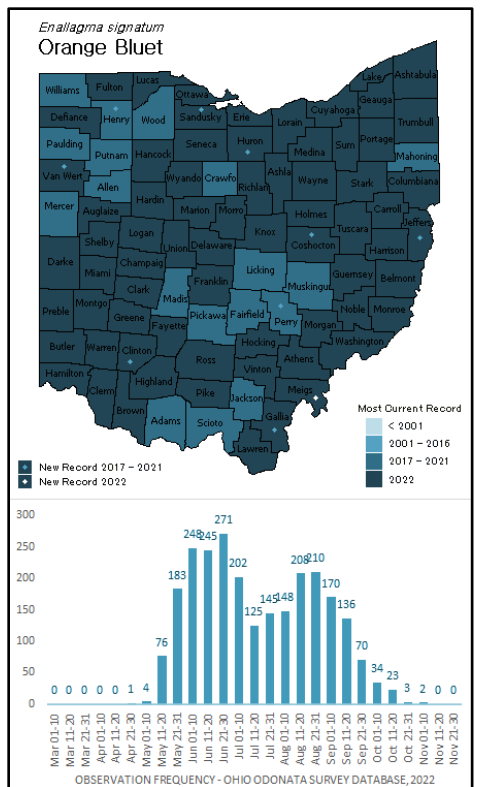 Enallagma signatum
Orange Bluet
Williams Fulton Lucas Ottawa Lake Ashtabula
Geauga
Defiance Henry Wood Sandusky Erie Lorain Cuyahoga Trumbull
Paulding Putnam Hancock Seneca Huron Medina Sum Portage Mahoning
Van Wert Allen Wyando Crawfo Richlan Ashla Wayne Stark Columbiana
Mercer Auglaize Hardin Marion Morro Holmes Carroll Jeffers
Shelby Logan Union Delaware Knox Coshocton Tuscara Harrison
Darke Miami Champaig Licking Muskingu Guernsey Belmont
Clark Madis Franklin
Preble Montgo Greene Fayette Pickawa Fairfield Perry Morgan Noble Monroe
Butler Warren Clinton Ross Hocking Athens Washington
Hamilton Clerm Highland Pike Vinton Meigs
Brown Adams Scioto Jackson Gallia
Lawren
Most Current Record
< 2001
2001 – 2016
2017 – 2021
2022
New Record 2017 – 2021
New Record 2022
300
250
200
150
100
50
0
0 0 0 0 0 1 4 76 183 248 245 271 202 125 145 148 208 210 170 136 70 34 23 3 2 0 0
Mar 01-10
Mar 11-20
Mar 21-31
Apr 01-10
Apr 11-20
Apr 21-30
May 01-10
May 11-20
May 21-31
Jun 01-10
Jun 11-20
Jun 21-30
Jul 01-10
Jul 11-20
Jul 21-31
Aug 01-10
Aug 11-20
Aug 21-31
Sep 01-10
Sep 11-20
Sep 21-30
Oct 01-10
Oct 11-20
Oct 21-31
Nov 01-10
Nov 11-20
Nov 21-30
OBSERVATION FREQUENCY - OHIO ODONATA SURVEY DATABASE, 2022